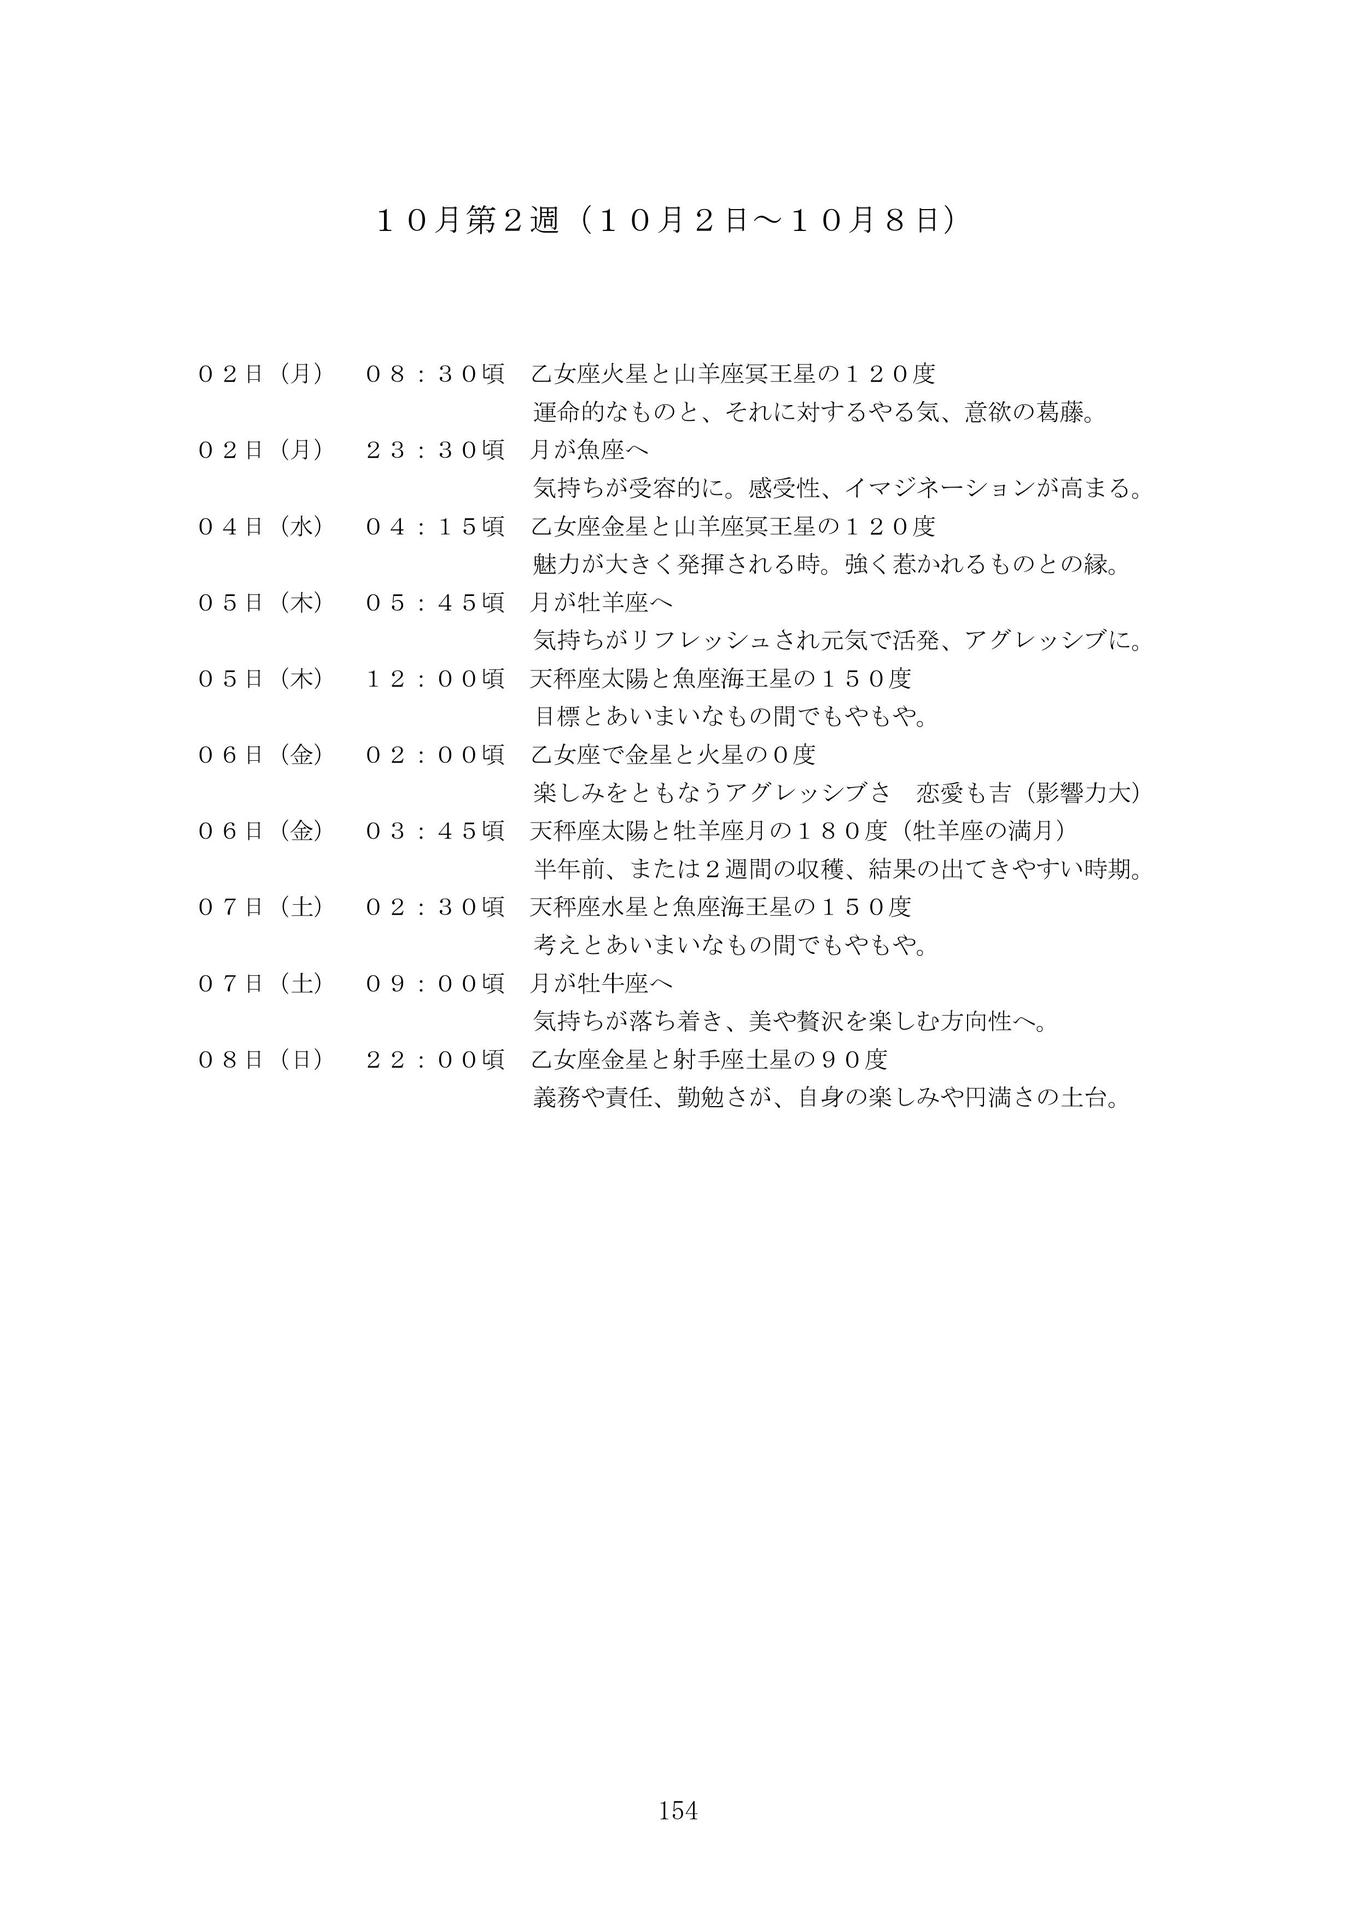 １０月第２週（１０月２日～１０月８日）
０２日（月）　０８：３０頃　乙女座火星と山羊座冥王星の１２０度
運命的なものと、それに対するやる気、意欲の葛藤。
０２日（月）　２３：３０頃　月が魚座へ
気持ちが受容的に。感受性、イマジネーションが高まる。
０４日（水）　０４：１５頃　乙女座金星と山羊座冥王星の１２０度
魅力が大きく発揮される時。強く惹かれるものとの縁。
０５日（木）　０５：４５頃　月が牡羊座へ
気持ちがリフレッシュされ元気で活発、アグレッシブに。
０５日（木）　１２：００頃　天秤座太陽と魚座海王星の１５０度
目標とあいまいなもの間でもやもや。
０６日（金）　０２：００頃　乙女座で金星と火星の０度
楽しみをともなうアグレッシブさ　恋愛も吉（影響力大）
０６日（金）　０３：４５頃　天秤座太陽と牡羊座月の１８０度（牡羊座の満月）
半年前、または２週間の収穫、結果の出てきやすい時期。
０７日（土）　０２：３０頃　天秤座水星と魚座海王星の１５０度
考えとあいまいなもの間でもやもや。
０７日（土）　０９：００頃　月が牡牛座へ
気持ちが落ち着き、美や贅沢を楽しむ方向性へ。
０８日（日）　２２：００頃　乙女座金星と射手座土星の９０度
義務や責任、勤勉さが、自身の楽しみや円満さの土台。
154